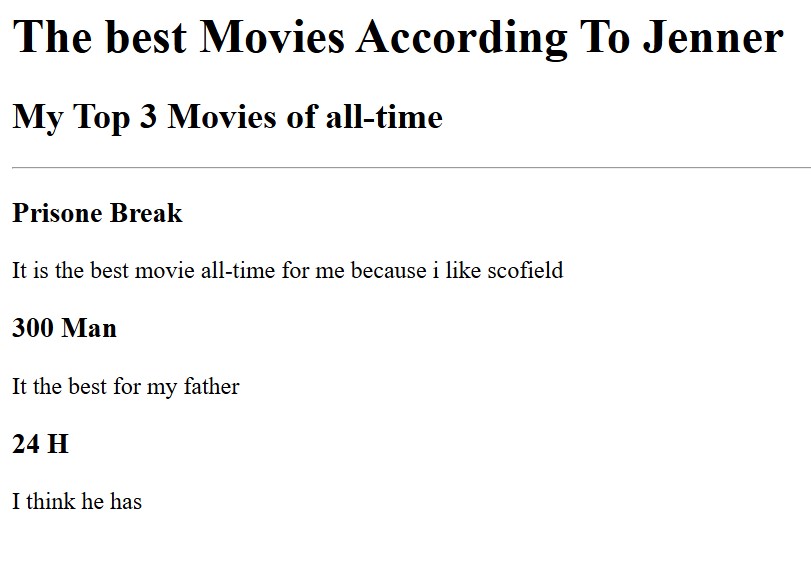 The best Movies According To Jenner
My Top 3 Movies of all-time
Prisone Break
It is the best movie all-time for me because i like scofield
300 Man
It the best for my father
24 H
I think he has